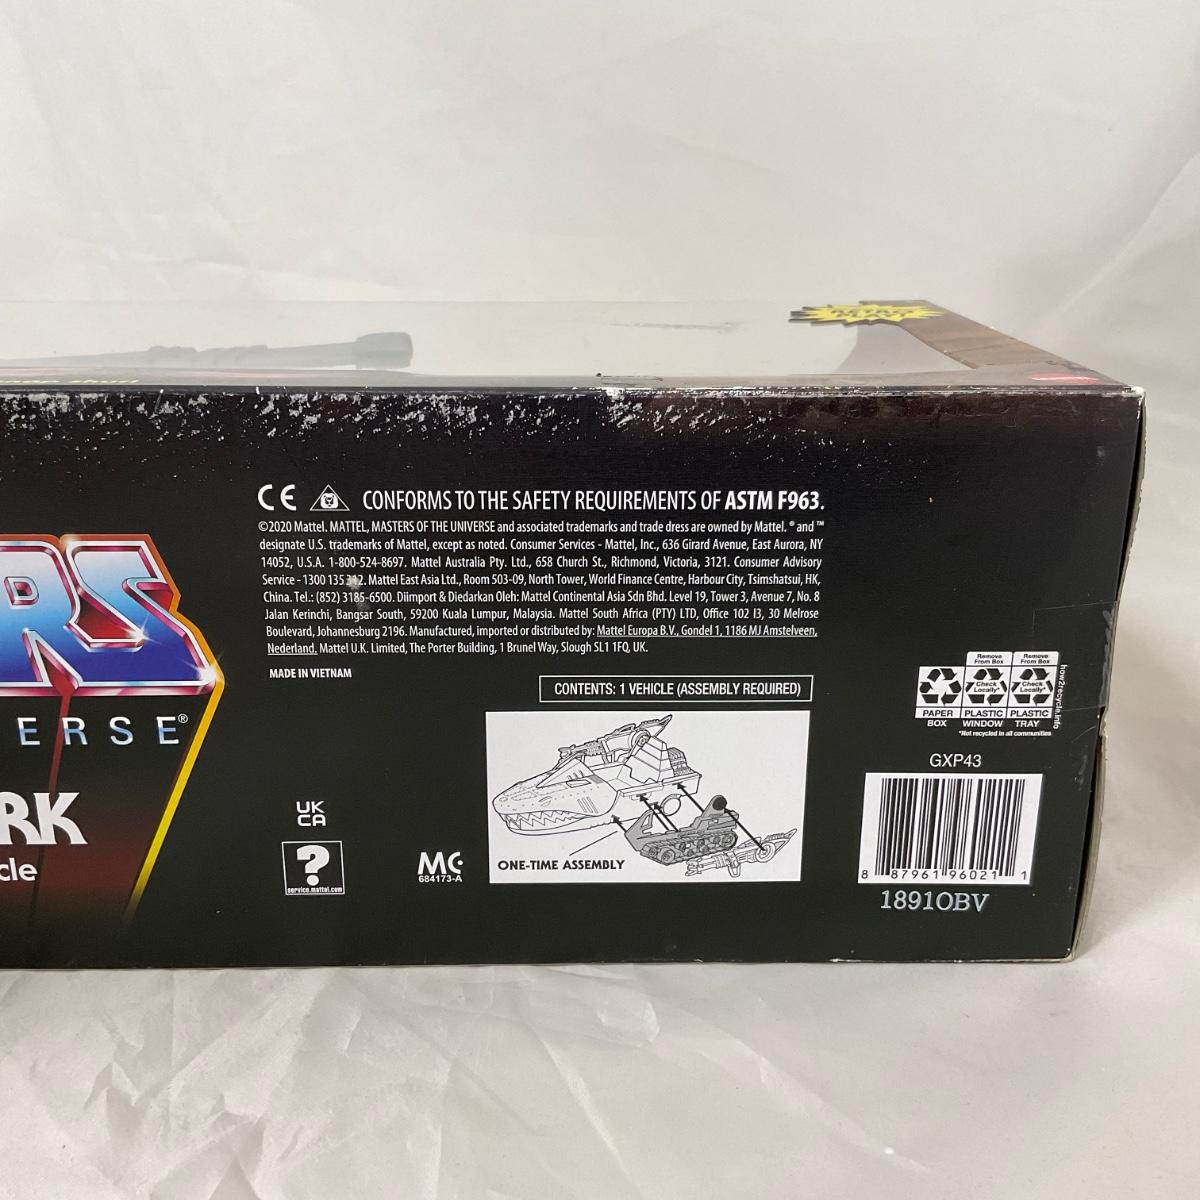 RS
ERSE®
RK
cle
CE CONFORMS TO THE SAFETY REQUIREMENTS OF ASTM F963.
©2020 Mattel. MATTEL, MASTERS OF THE UNIVERSE and associated trademarks and trade dress are owned by Mattel. ® and ™
designate U.S. trademarks of Mattel, except as noted. Consumer Services - Mattel, Inc., 636 Girard Avenue, East Aurora, NY
14052, U.S.A. 1-800-524-8697. Mattel Australia Pty. Ltd., 658 Church St., Richmond, Victoria, 3121. Consumer Advisory
Service - 1300 135 312. Mattel East Asia Ltd., Room 503-09, North Tower, World Finance Centre, Harbour City, Tsimshatsui, HK,
China. Tel.: (852) 3185-6500. Diimport & Diedarkan Oleh: Mattel Continental Asia Sdn Bhd. Level 19, Tower 3, Avenue 7, No. 8
Jalan Kerinchi, Bangsar South, 59200 Kuala Lumpur, Malaysia. Mattel South Africa (PTY) LTD, Office 102 I3, 30 Melrose
Boulevard, Johannesburg 2196. Manufactured, imported or distributed by: Mattel Europa B.V., Gondel 1, 1186 MJ Amstelveen,
Nederland. Mattel U.K. Limited, The Porter Building, 1 Brunel Way, Slough SL1 1FQ, UK.
MADE IN VIETNAM
CONTENTS: 1 VEHICLE (ASSEMBLY REQUIRED)
ONE-TIME ASSEMBLY
UK
CA
?
service.mattel.com
MC
684173-A
Remove From Box
Remove From Box
Check Locally*
Check Locally*
PAPER BOX
PLASTIC WINDOW
PLASTIC TRAY
*Not recycled in all communities
how2recycle.info
GXP43
8 87961 96021 1
1891OBV